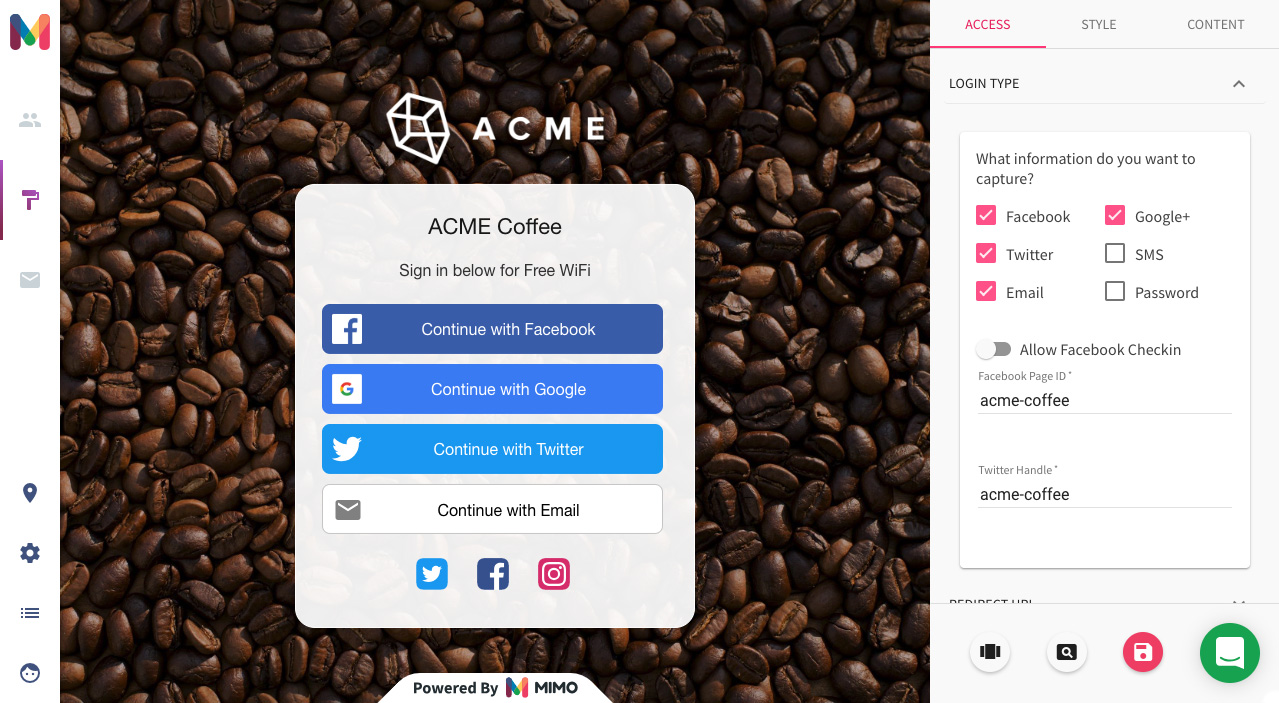 ACME
ACME Coffee
Sign in below for Free WiFi
Continue with Facebook
G
Continue with Google
Continue with Twitter
Continue with Email
Powered By MIMO
ACCESS STYLE CONTENT
LOGIN TYPE
What information do you want to
capture?
Facebook Google+
Twitter SMS
Email Password
Allow Facebook Checkin
Facebook Page ID *
acme-coffee
Twitter Handle *
acme-coffee
REDIRECT URL